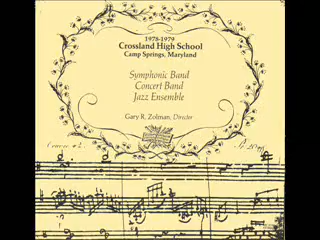 1978-1979
Crossland High School
Camp Springs, Maryland
Symphonic Band
Concert Band
Jazz Ensemble
Gary R. Zolman, Director